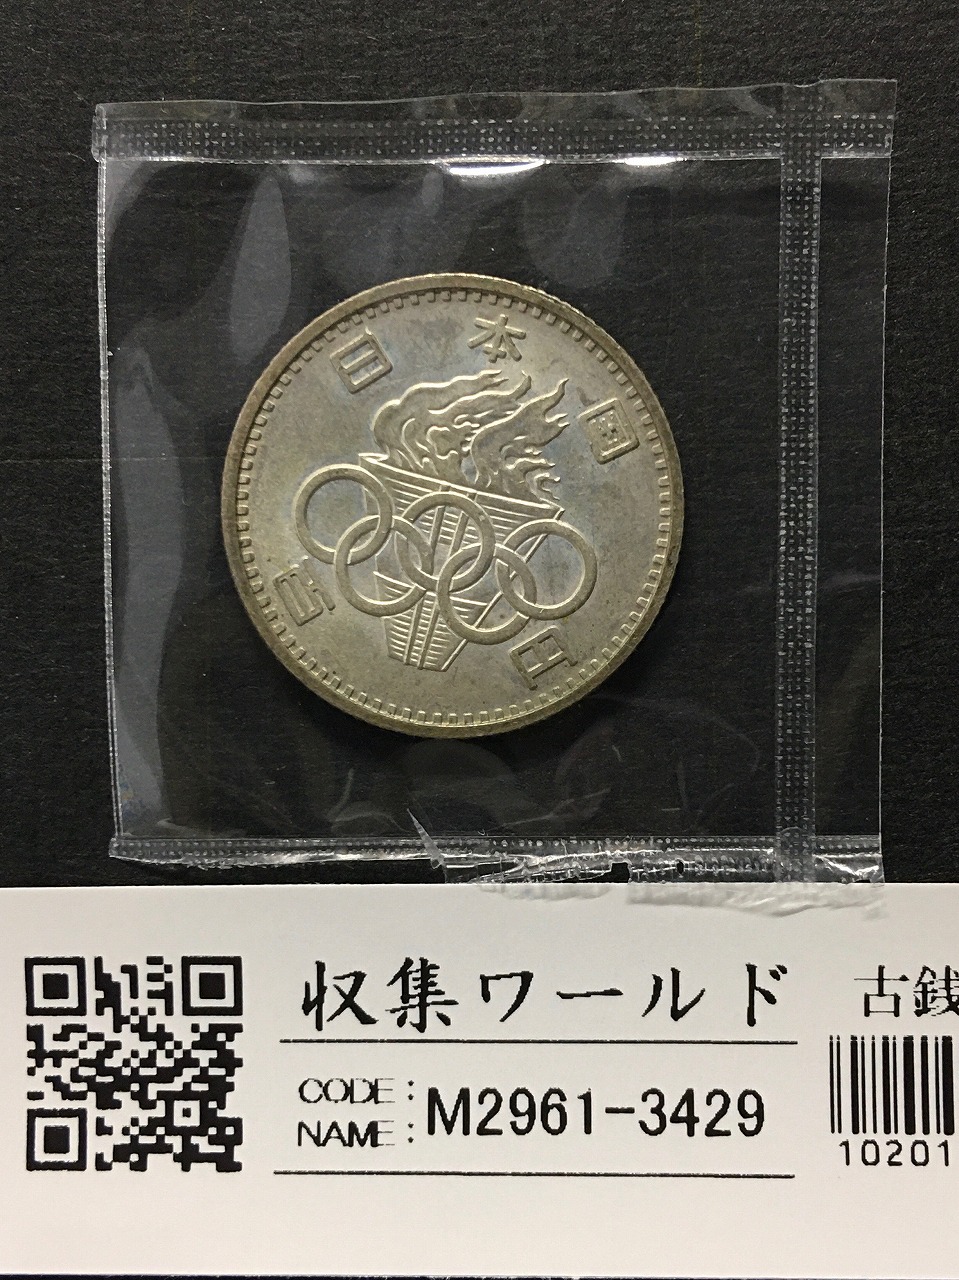 日本国
百円
収集ワールド
古銭
CODE:
NAME:
M2961-3429
10201